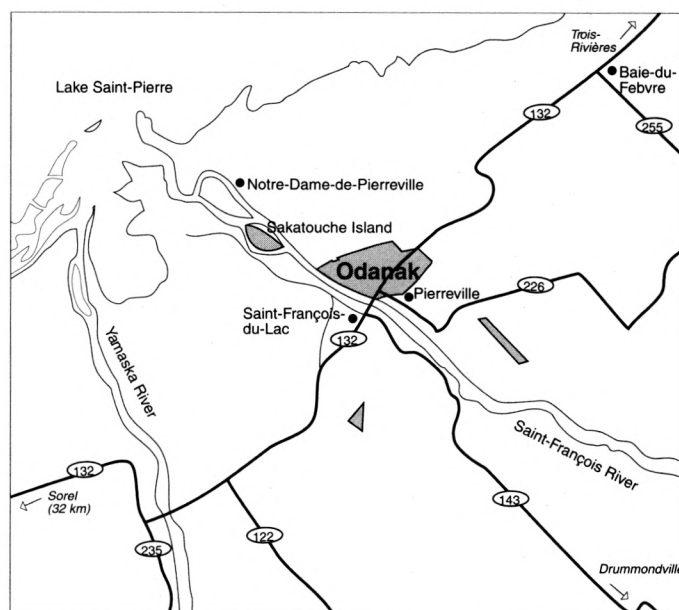 Trois-
Rivières
Baie-du-
Febvre
Lake Saint-Pierre
132
255
Notre-Dame-de-Pierreville
Sakatouche Island
Odanak
Pierreville
226
Saint-François-
du-Lac
132
Yamaska River
Saint-François River
132
Sorel
(32 km)
143
122
235
Drummondville